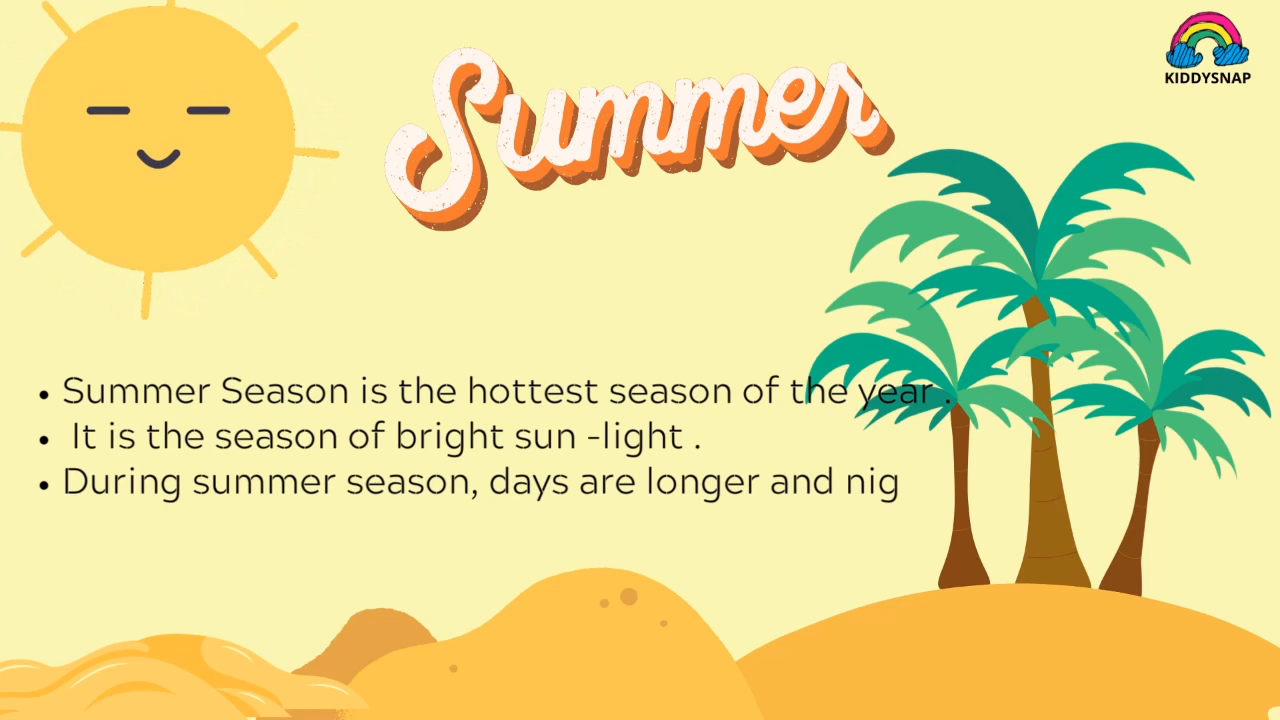 Summer
KIDDYSNAP
• Summer Season is the hottest season of the year .
• It is the season of bright sun -light .
• During summer season, days are longer and nig